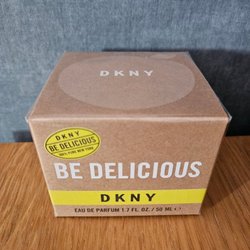 DKNY
DKNY
BE DELICIOUS
100% PURE NEW YORK
BE DELICIOUS
DKNY
EAU DE PARFUM 1.7 FL. OZ. / 50 ML e